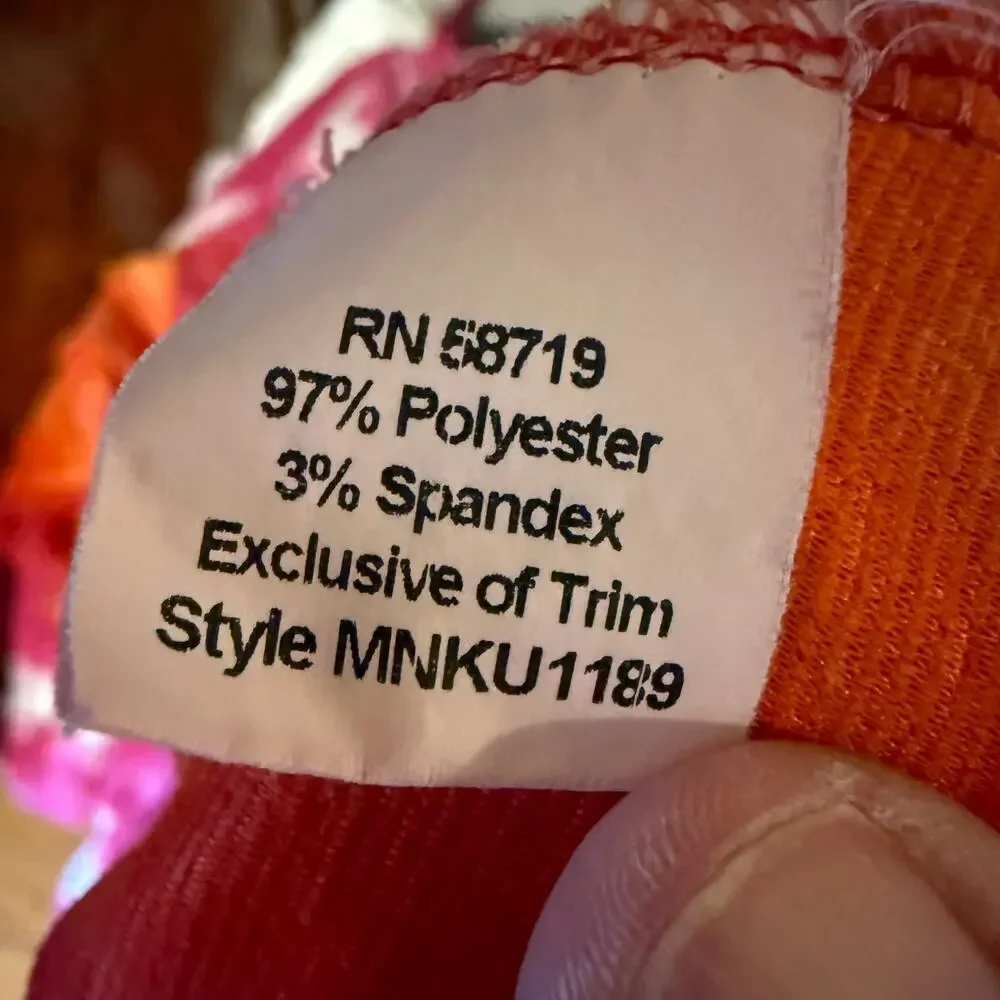 RN 58719
97% Polyester
3% Spandex
Exclusive of Trim
Style MNKU1189